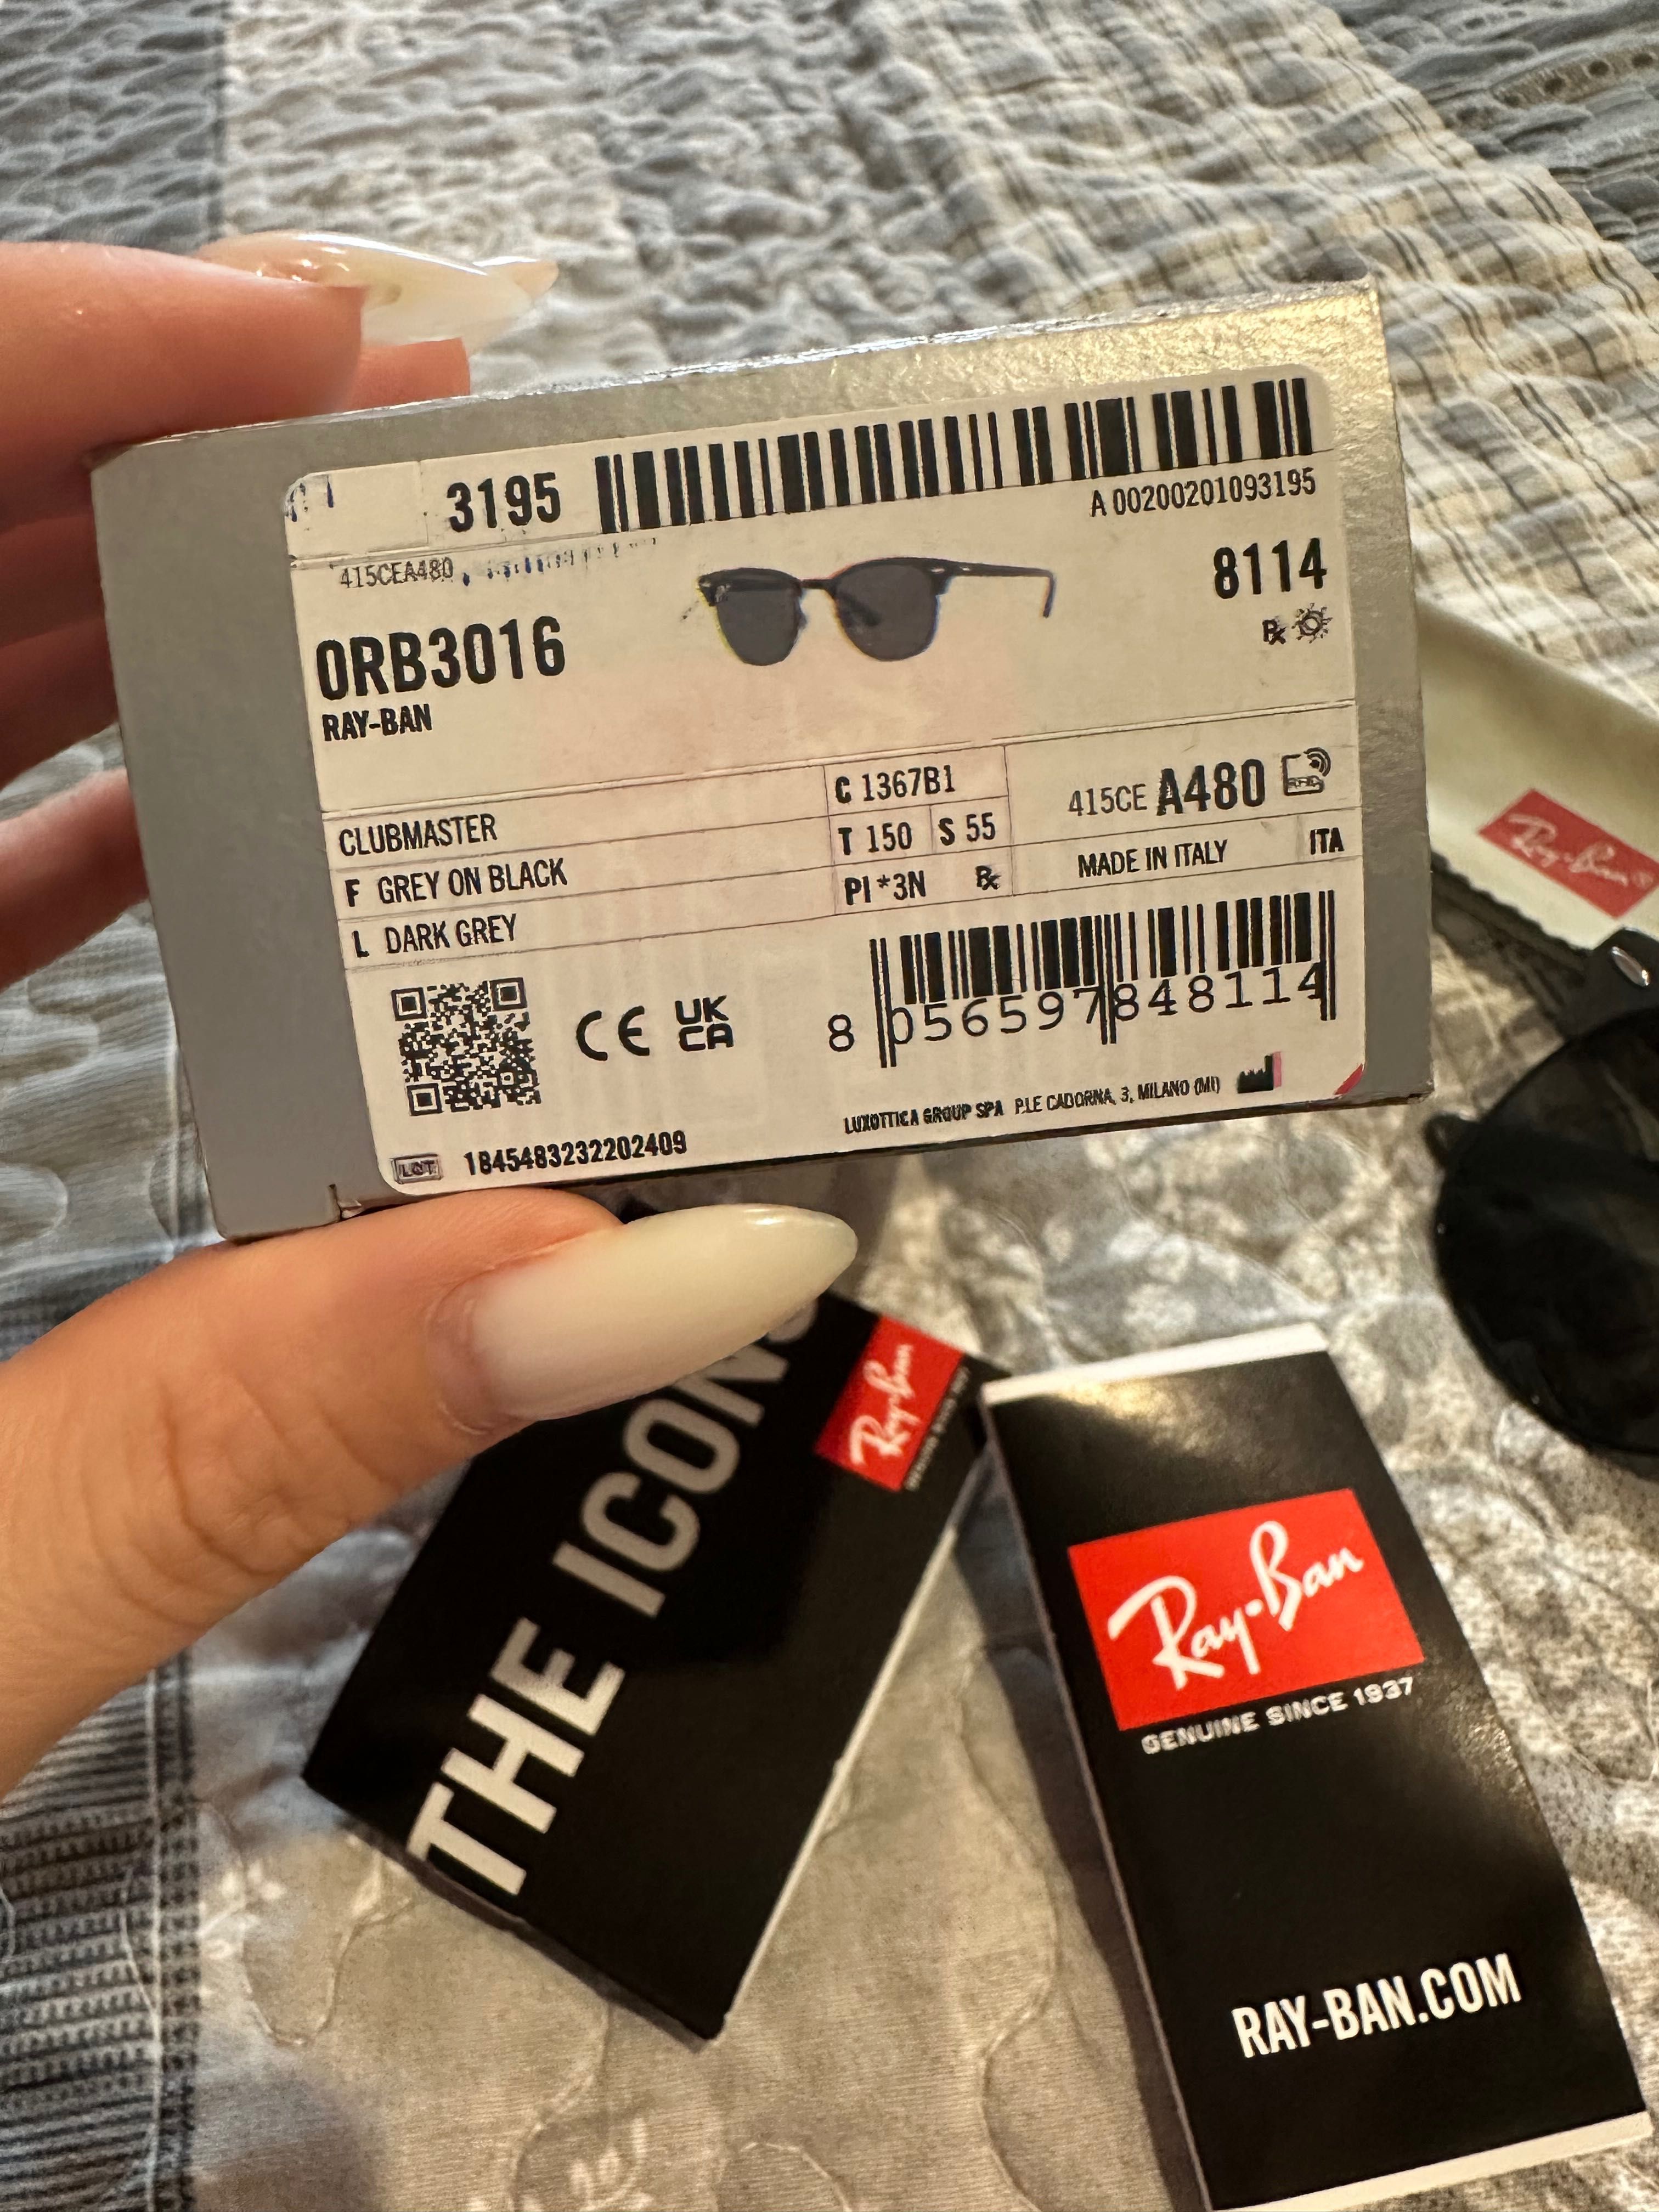 3195
A 00200201093195
415CEA480
8114
0RB3016
RAY-BAN
CLUBMASTER
C 1367B1
415CE A480
F GREY ON BLACK
T 150 S 55
MADE IN ITALY ITA
L DARK GREY
PI*3N Rx
CE UK CA
8 056597 848114
LUXOTTICA GROUP SPA P.LE CADORNA, 3, MILANO (MI)
LOT 1845483232202409
Ray-Ban®
THE ICONS
Ray-Ban
Ray-Ban
GENUINE SINCE 1937
RAY-BAN.COM